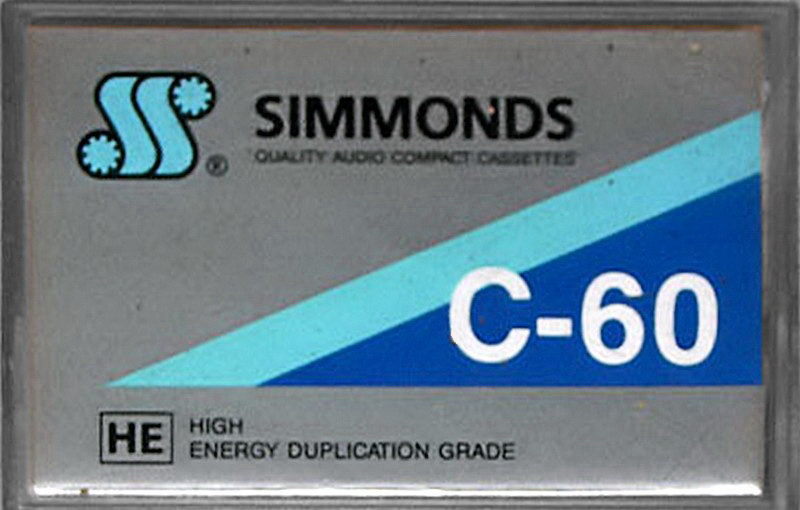 SIMMONDS
QUALITY AUDIO COMPACT CASSETTES
®
C-60
HE
HIGH
ENERGY DUPLICATION GRADE